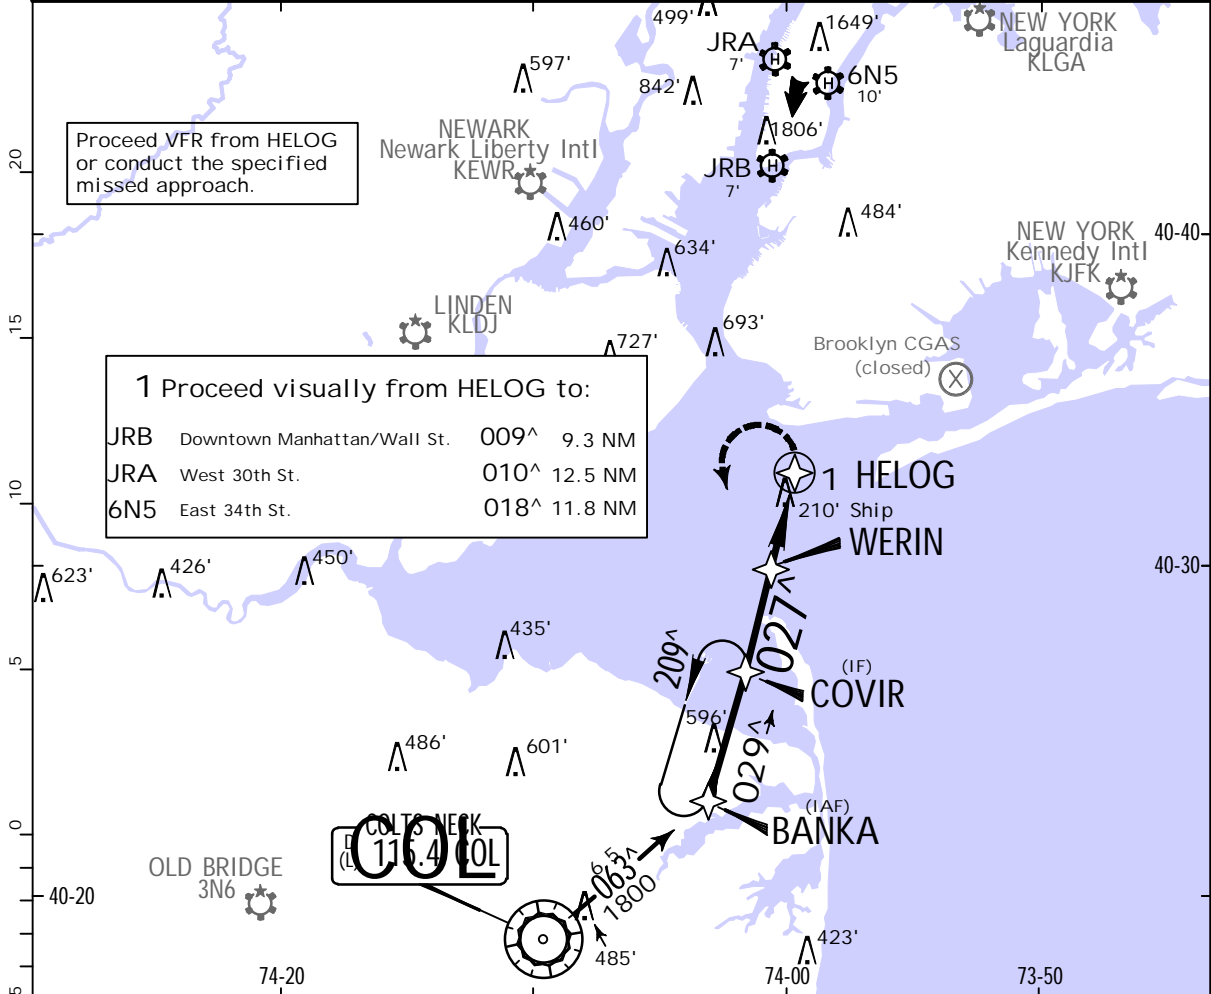 499'
1649'
NEW YORK
Laguardia
KLGA
JRA
7'
H
597'
842'
H
6N5
10'
Proceed VFR from HELOG
or conduct the specified
missed approach.
NEWARK
Newark Liberty Intl
KEWR
1806'
JRB
7'
H
20
460'
484'
634'
NEW YORK
Kennedy Intl
KJFK
40-40
LINDEN
KLDJ
15
693'
727'
Brooklyn CGAS
(closed)
X
1 Proceed visually from HELOG to:
JRB Downtown Manhattan/Wall St. 009^ 9.3 NM
JRA West 30th St. 010^ 12.5 NM
6N5 East 34th St. 018^ 11.8 NM
1 HELOG
10
210' Ship
WERIN
623'
426'
450'
40-30
027^
435'
209^
(IF)
COVIR
5
596'
486'
601'
029^
(IAF)
BANKA
0
COLTS NECK
D
(L) 115.4 COL
COL
6.5
063^
1800
OLD BRIDGE
3N6
40-20
485'
423'
5
74-20
74-00
73-50